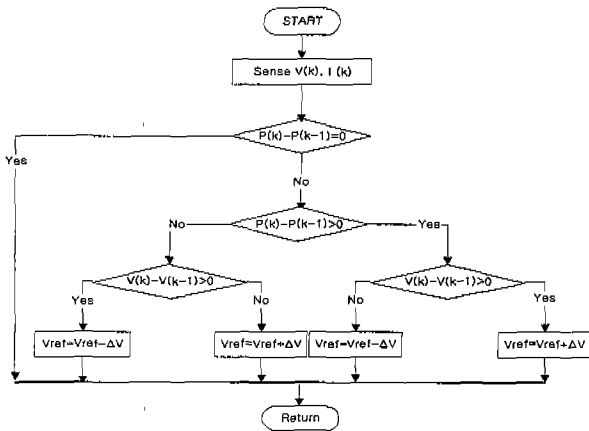 START
Sense V(k), I(k)
P(k)-P(k-1)=0
Yes
No
P(k)-P(k-1)>0
No
Yes
V(k)-V(k-1)>0
V(k)-V(k-1)>0
Yes
No
No
Yes
Vref=Vref-ΔV
Vref=Vref+ΔV
Vref=Vref-ΔV
Vref=Vref+ΔV
Return